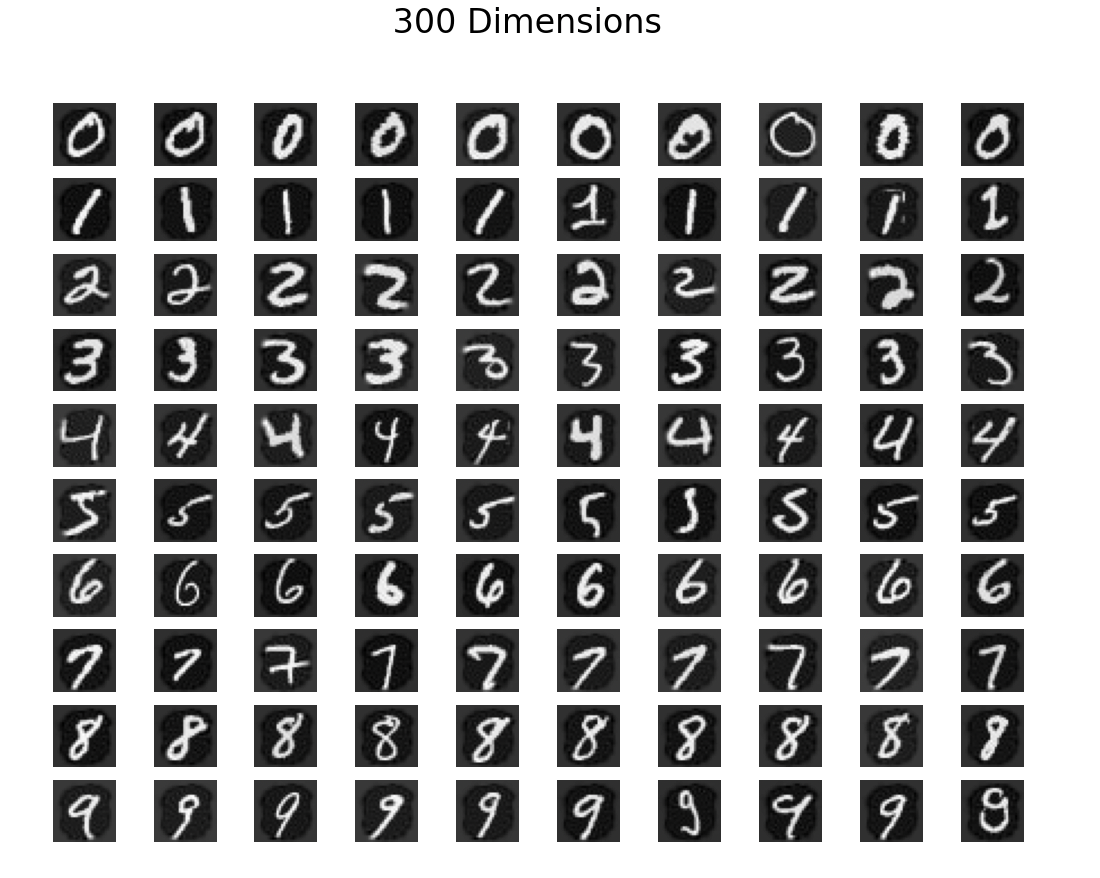 300 Dimensions
0 0 0 0 0 0 0 0 0 0
1 1 1 1 1 1 1 1 1 1
2 2 2 2 2 2 2 2 2 2
3 3 3 3 3 3 3 3 3 3
4 4 4 4 4 4 4 4 4 4
5 5 5 5 5 5 5 5 5 5
6 6 6 6 6 6 6 6 6 6
7 7 7 7 7 7 7 7 7 7
8 8 8 8 8 8 8 8 8 8
9 9 9 9 9 9 9 9 9 9